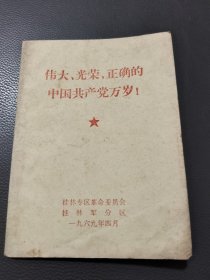 伟大、光荣、正确的
中国共产党万岁！
桂林专区革命委员会
桂林军分区
一九六九年四月